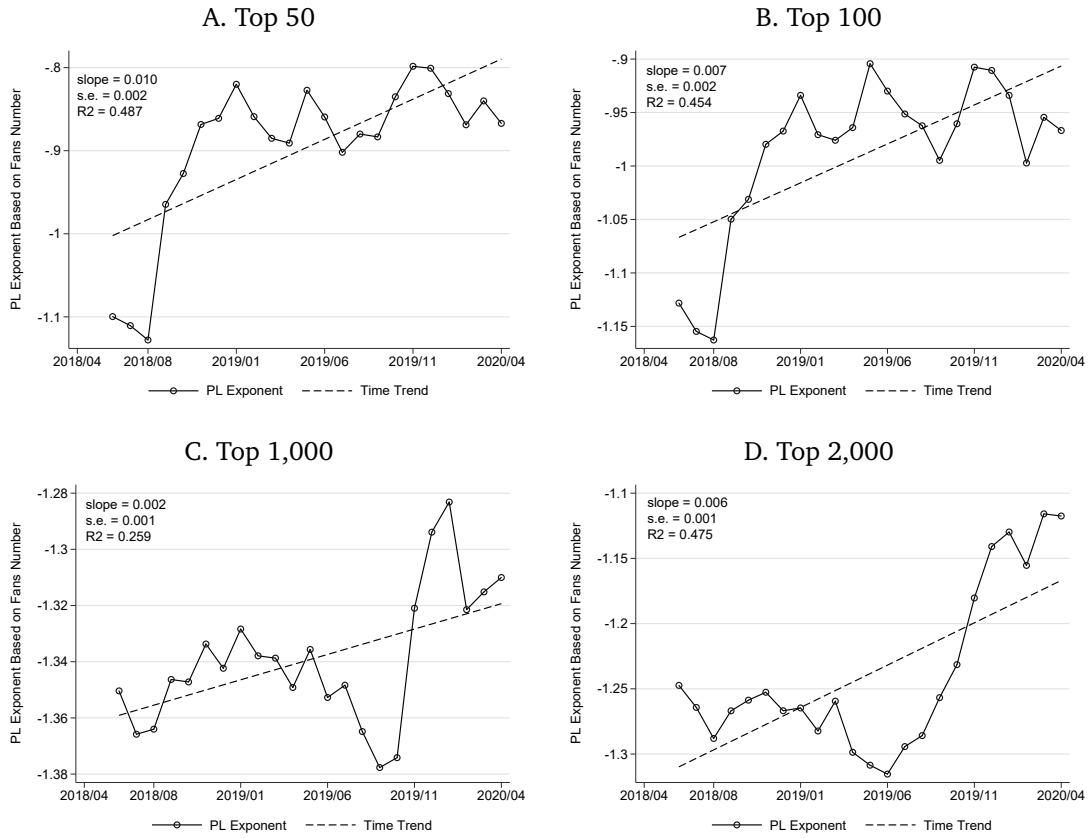 A. Top 50
PL Exponent Based on Fans Number
-.8
-.9
-1
-1.1
slope = 0.010
s.e. = 0.002
R2 = 0.487
2018/04 2018/08 2019/01 2019/06 2019/11 2020/04
PL Exponent Time Trend
B. Top 100
PL Exponent Based on Fans Number
-.9
-.95
-1
-1.05
-1.1
-1.15
slope = 0.007
s.e. = 0.002
R2 = 0.454
2018/04 2018/08 2019/01 2019/06 2019/11 2020/04
PL Exponent Time Trend
C. Top 1,000
PL Exponent Based on Fans Number
-1.28
-1.3
-1.32
-1.34
-1.36
-1.38
slope = 0.002
s.e. = 0.001
R2 = 0.259
2018/04 2018/08 2019/01 2019/06 2019/11 2020/04
PL Exponent Time Trend
D. Top 2,000
PL Exponent Based on Fans Number
-1.1
-1.15
-1.2
-1.25
-1.3
slope = 0.006
s.e. = 0.001
R2 = 0.475
2018/04 2018/08 2019/01 2019/06 2019/11 2020/04
PL Exponent Time Trend